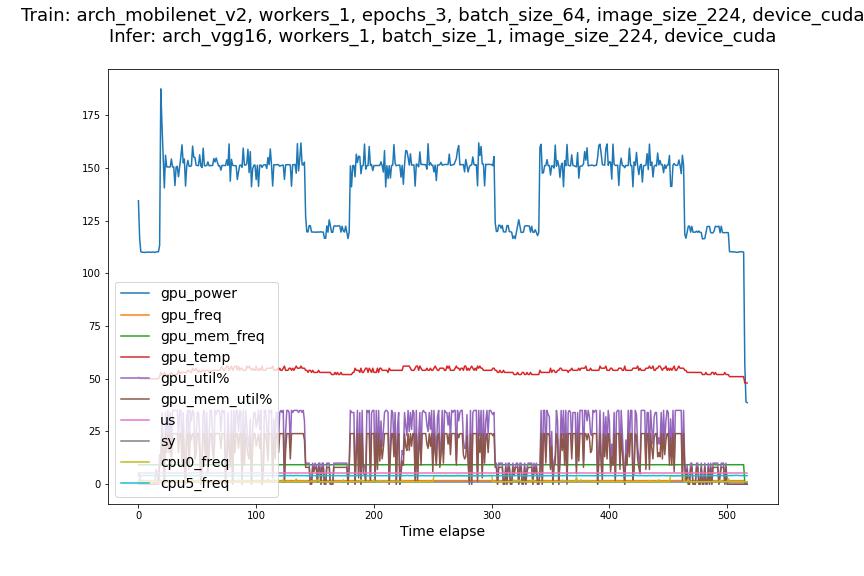 Train: arch_mobilenet_v2, workers_1, epochs_3, batch_size_64, image_size_224, device_cuda
Infer: arch_vgg16, workers_1, batch_size_1, image_size_224, device_cuda
175
150
125
100
75
50
25
0
gpu_power
gpu_freq
gpu_mem_freq
gpu_temp
gpu_util%
gpu_mem_util%
us
sy
cpu0_freq
cpu5_freq
0 100 200 300 400 500
Time elapse